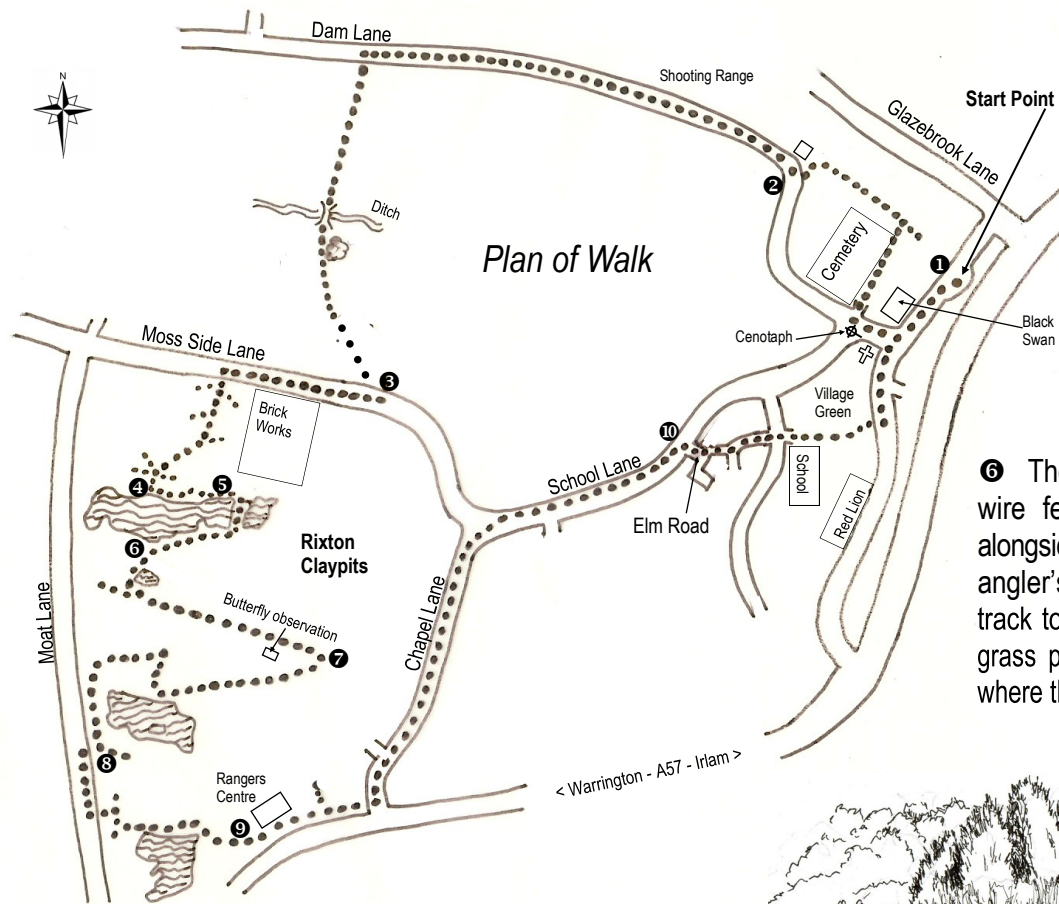 Dam Lane
N
Shooting Range
Start Point
Glazebrook Lane
❷
Ditch
Cemetery
❶
Plan of Walk
Black
Swan
Cenotaph
Moss Side Lane
❸
Village
Green
Brick
Works
❿
❹
❺
School Lane
School
Elm Road
Red Lion
❻ The
wire fe
alongsid
angler's
track to
grass p
where th
❻
Rixton
Claypits
Moat Lane
Butterfly observation
Chapel Lane
❼
❽
< Warrington - A57 - Irlam >
Rangers
Centre
❾